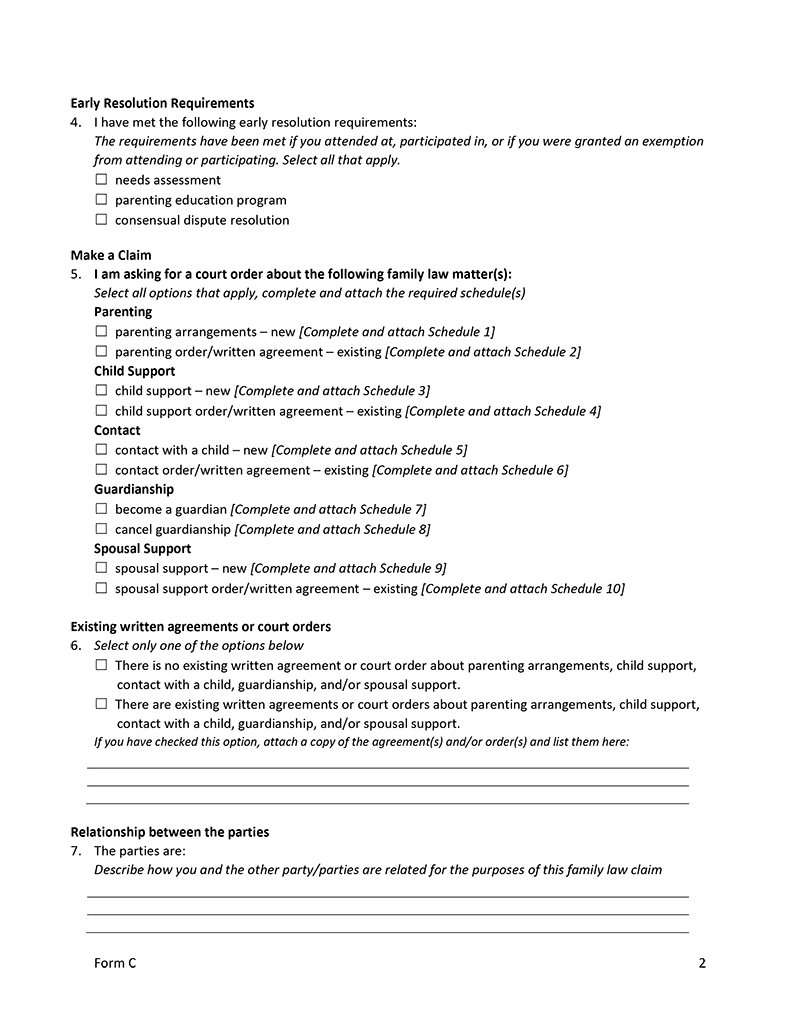 Early Resolution Requirements
4. I have met the following early resolution requirements:
The requirements have been met if you attended at, participated in, or if you were granted an exemption
from attending or participating. Select all that apply.
☐ needs assessment
☐ parenting education program
☐ consensual dispute resolution
Make a Claim
5. I am asking for a court order about the following family law matter(s):
Select all options that apply, complete and attach the required schedule(s)
Parenting
☐ parenting arrangements – new [Complete and attach Schedule 1]
☐ parenting order/written agreement – existing [Complete and attach Schedule 2]
Child Support
☐ child support – new [Complete and attach Schedule 3]
☐ child support order/written agreement – existing [Complete and attach Schedule 4]
Contact
☐ contact with a child – new [Complete and attach Schedule 5]
☐ contact order/written agreement – existing [Complete and attach Schedule 6]
Guardianship
☐ become a guardian [Complete and attach Schedule 7]
☐ cancel guardianship [Complete and attach Schedule 8]
Spousal Support
☐ spousal support – new [Complete and attach Schedule 9]
☐ spousal support order/written agreement – existing [Complete and attach Schedule 10]
Existing written agreements or court orders
6. Select only one of the options below
☐ There is no existing written agreement or court order about parenting arrangements, child support,
contact with a child, guardianship, and/or spousal support.
☐ There are existing written agreements or court orders about parenting arrangements, child support,
contact with a child, guardianship, and/or spousal support.
If you have checked this option, attach a copy of the agreement(s) and/or order(s) and list them here:
Relationship between the parties
7. The parties are:
Describe how you and the other party/parties are related for the purposes of this family law claim
Form C 2